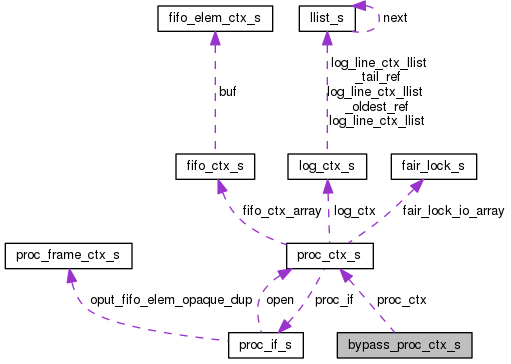 fifo_elem_ctx_s
llist_s
next
log_line_ctx_llist
_tail_ref
log_line_ctx_llist
_oldest_ref
log_line_ctx_llist
buf
fifo_ctx_s
log_ctx_s
fair_lock_s
fifo_ctx_array
log_ctx
fair_lock_io_array
proc_frame_ctx_s
proc_ctx_s
oput_fifo_elem_opaque_dup
open
proc_if
proc_ctx
proc_if_s
bypass_proc_ctx_s